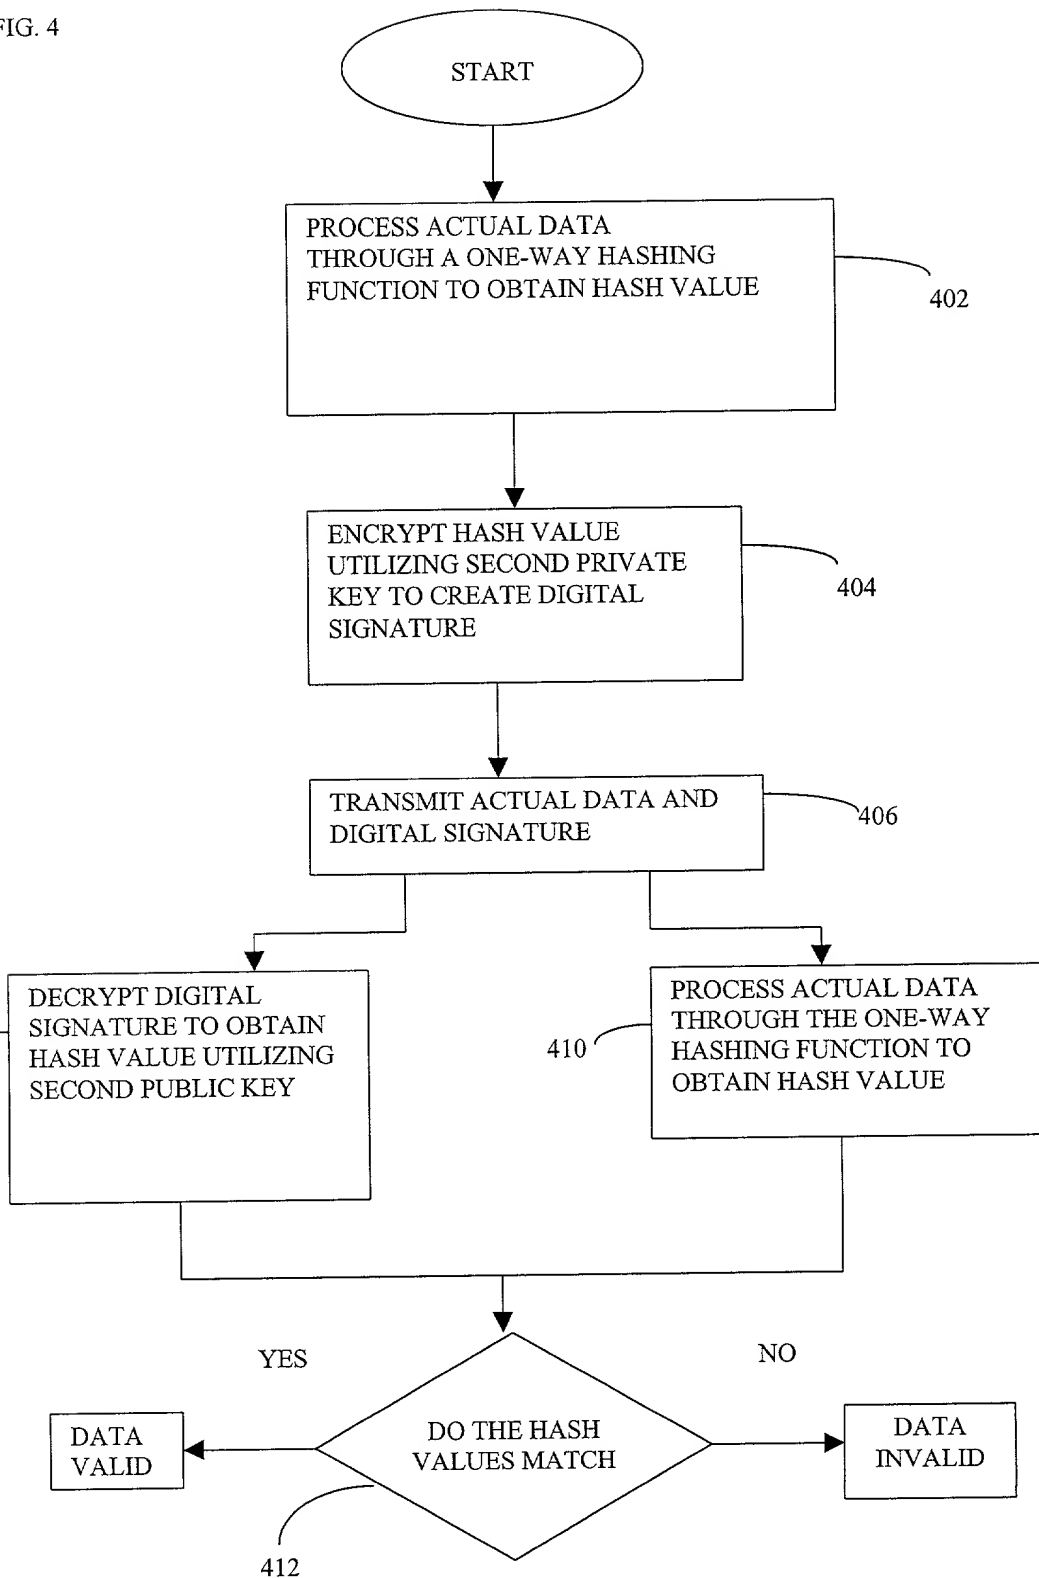 FIG. 4
START
PROCESS ACTUAL DATA
THROUGH A ONE-WAY HASHING
FUNCTION TO OBTAIN HASH VALUE
402
ENCRYPT HASH VALUE
UTILIZING SECOND PRIVATE
KEY TO CREATE DIGITAL
SIGNATURE
404
TRANSMIT ACTUAL DATA AND
DIGITAL SIGNATURE
406
DECRYPT DIGITAL
SIGNATURE TO OBTAIN
HASH VALUE UTILIZING
SECOND PUBLIC KEY
410
PROCESS ACTUAL DATA
THROUGH THE ONE-WAY
HASHING FUNCTION TO
OBTAIN HASH VALUE
YES
NO
DATA
VALID
DO THE HASH
VALUES MATCH
DATA
INVALID
412